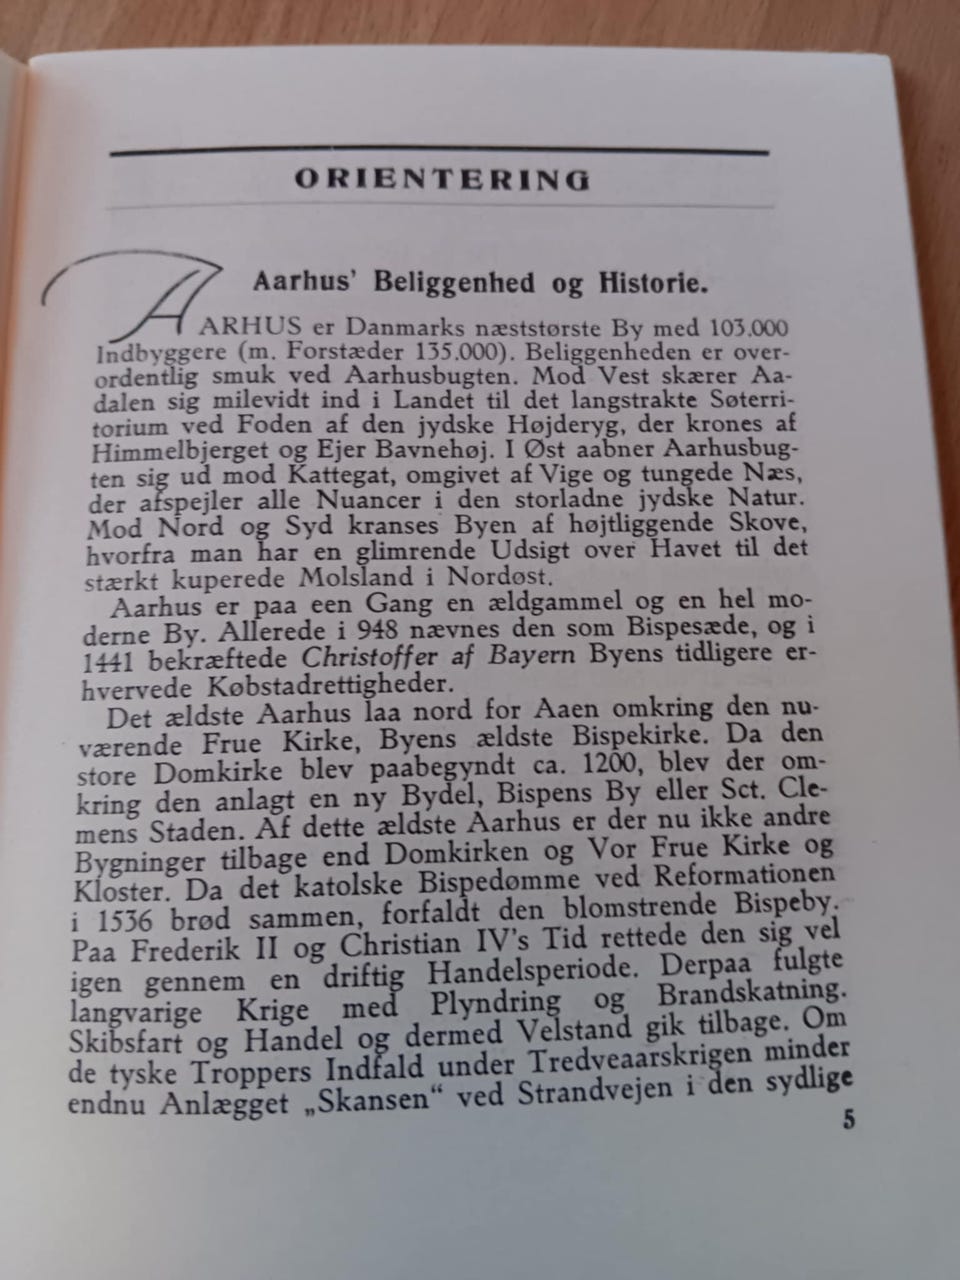 ORIENTERING
Aarhus' Beliggenhed og Historie.
AARHUS er Danmarks næststørste By med 103.000
Indbyggere (m. Forstæder 135.000). Beliggenheden er over-
ordentlig smuk ved Aarhusbugten. Mod Vest skærer Aa-
dalen sig milevidt ind i Landet til det langstrakte Søterri-
torium ved Foden af den jydske Højderyg, der krones af
Himmelbjerget og Ejer Bavnehøj. I Øst aabner Aarhusbug-
ten sig ud mod Kattegat, omgivet af Vige og tungede Næs,
der afspejler alle Nuancer i den storladne jydske Natur.
Mod Nord og Syd kranses Byen af højtliggende Skove,
hvorfra man har en glimrende Udsigt over Havet til det
stærkt kuperede Molsland i Nordøst.
Aarhus er paa een Gang en ældgammel og en hel mo-
derne By. Allerede i 948 nævnes den som Bispesæde, og i
1441 bekræftede Christoffer af Bayern Byens tidligere er-
hvervede Købstadrettigheder.
Det ældste Aarhus laa nord for Aaen omkring den nu-
værende Frue Kirke, Byens ældste Bispekirke. Da den
store Domkirke blev paabegyndt ca. 1200, blev der om-
kring den anlagt en ny Bydel, Bispens By eller Sct. Cle-
mens Staden. Af dette ældste Aarhus er der nu ikke andre
Bygninger tilbage end Domkirken og Vor Frue Kirke og
Kloster. Da det katolske Bispedømme ved Reformationen
i 1536 brød sammen, forfaldt den blomstrende Bispeby.
Paa Frederik II og Christian IV's Tid rettede den sig vel
igen gennem en driftig Handelsperiode. Derpaa fulgte
langvarige Krige med Plyndring og Brandskatning.
Skibsfart og Handel og dermed Velstand gik tilbage. Om
de tyske Troppers Indfald under Tredveaarskrigen minder
endnu Anlægget „Skansen“ ved Strandvejen i den sydlige
5